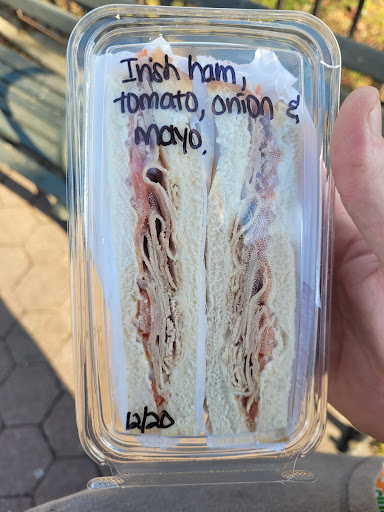 Irish ham,
tomato, onion &
mayo.
12/20